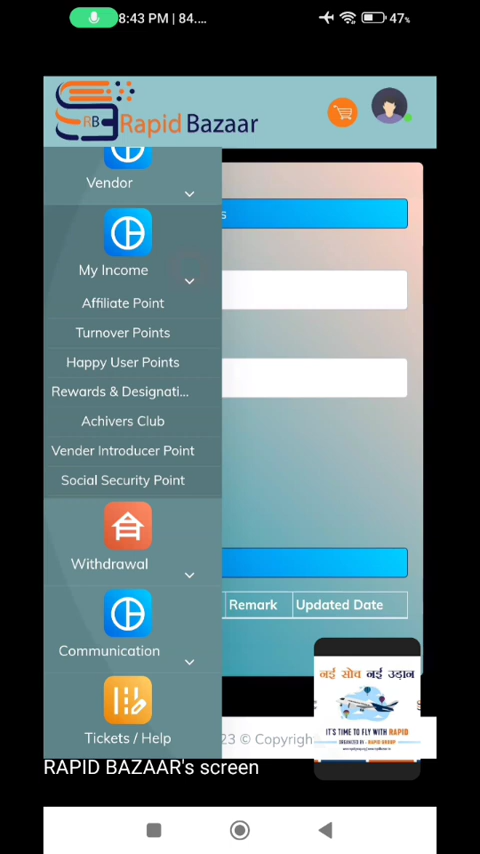 8:43 PM | 84....
47%
RB
Rapid Bazaar
Vendor
s
My Income
Affiliate Point
Turnover Points
Happy User Points
Rewards & Designati...
Achivers Club
Vender Introducer Point
Social Security Point
Withdrawal
Remark
Updated Date
Communication
नई सोच नई उड़ान
IT'S TIME TO FLY WITH RAPID
Tickets / Help
23 © Copyrigh
RAPID BAZAAR's screen